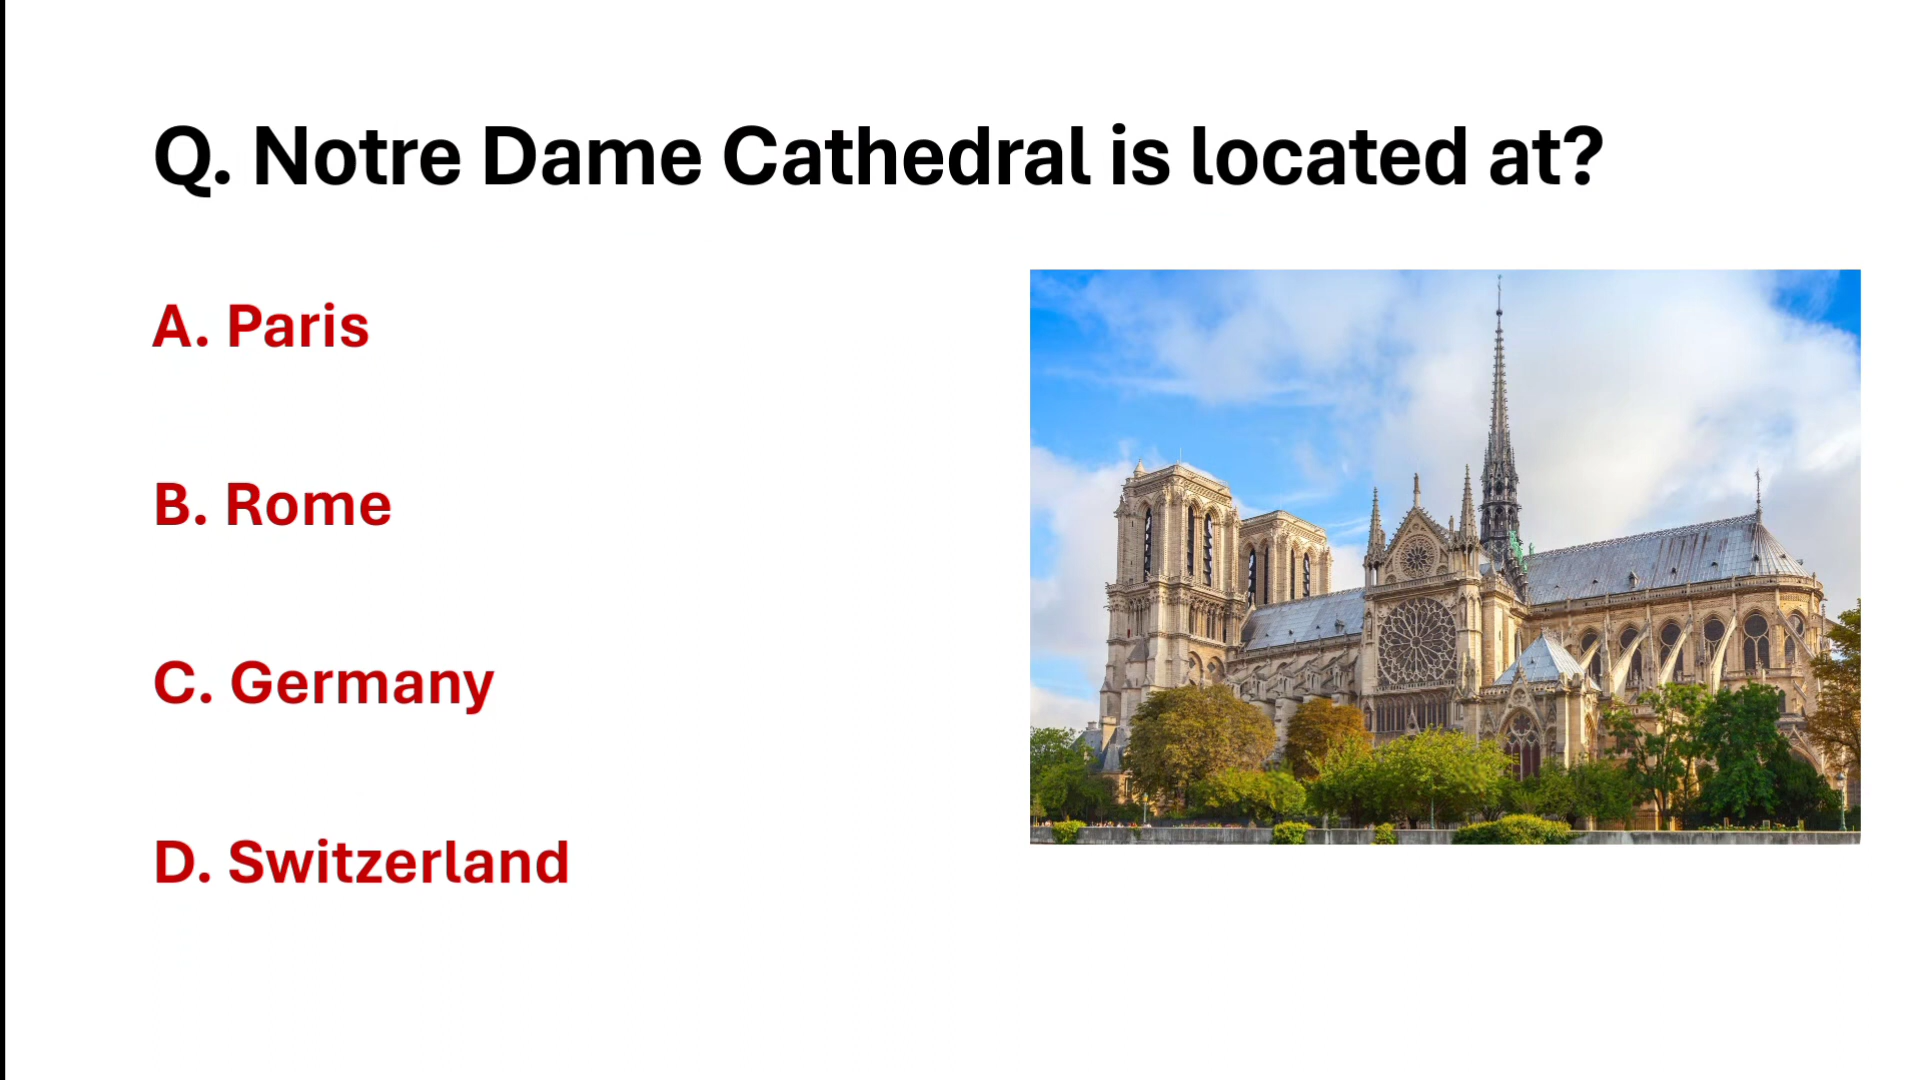 Q. Notre Dame Cathedral is located at?
A. Paris
B. Rome
C. Germany
D. Switzerland